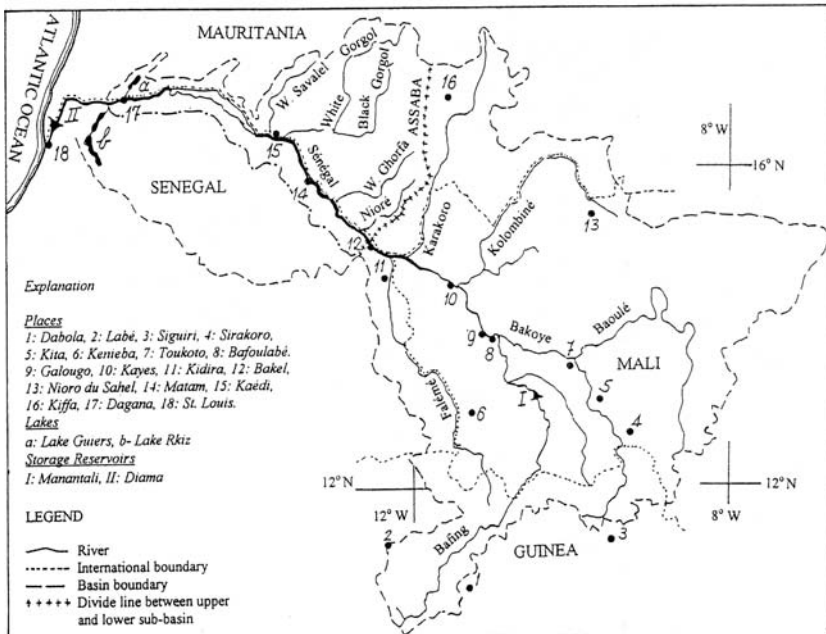 MAURITANIA
ATLANTIC OCEAN
a
II
17
18
b
SENEGAL
W. Savalel
Gorgol
White
Black
Gorgol
ASSABA
16
8° W
16° N
15
Sénégal
14
W. Ghorfa
Nioré
12
11
Karakoro
Kolombiné
13
10
9
8
Bakoye
Baoulé
7
MALI
I
5
4
6
Falémé
12° N
12° W
12° N
8° W
2
Bafing
GUINEA
3
Explanation
Places
1: Dabola, 2: Labé, 3: Siguiri, 4: Sirakoro,
5: Kita, 6: Kenieba, 7: Toukoto, 8: Bafoulabé.
9: Galougo, 10: Kayes, 11: Kidira, 12: Bakel,
13: Nioro du Sahel, 14: Matam, 15: Kaédi,
16: Kiffa, 17: Dagana, 18: St. Louis.
Lakes
a: Lake Guiers, b- Lake Rkiz
Storage Reservoirs
I: Manantali, II: Diama
LEGEND
River
International boundary
Basin boundary
Divide line between upper
and lower sub-basin